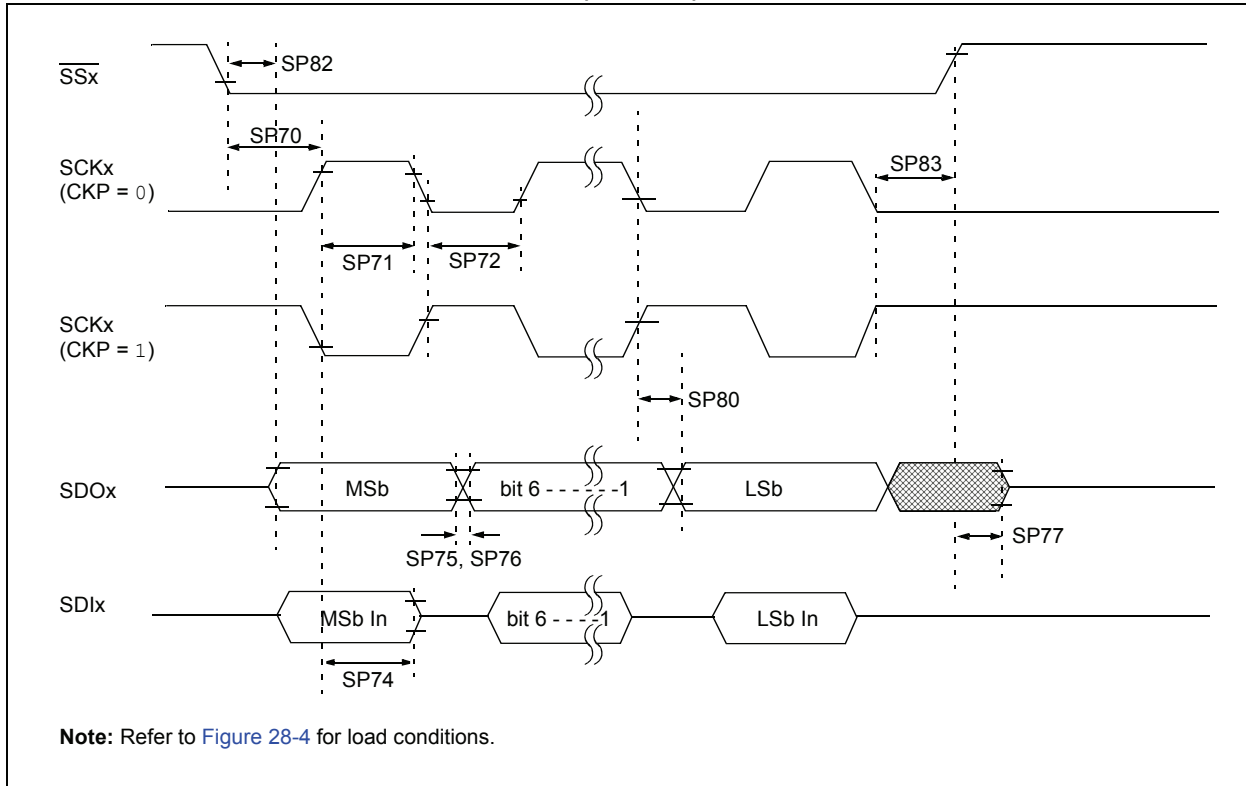 SSx
SP82
SP70
SCKx
(CKP = 0)
SP83
SP71
SP72
SCKx
(CKP = 1)
SP80
SDOx
MSb
bit 6 - - - - - -1
LSb
SP77
SP75, SP76
SDIx
MSb In
bit 6 - - - -1
LSb In
SP74
Note: Refer to Figure 28-4 for load conditions.